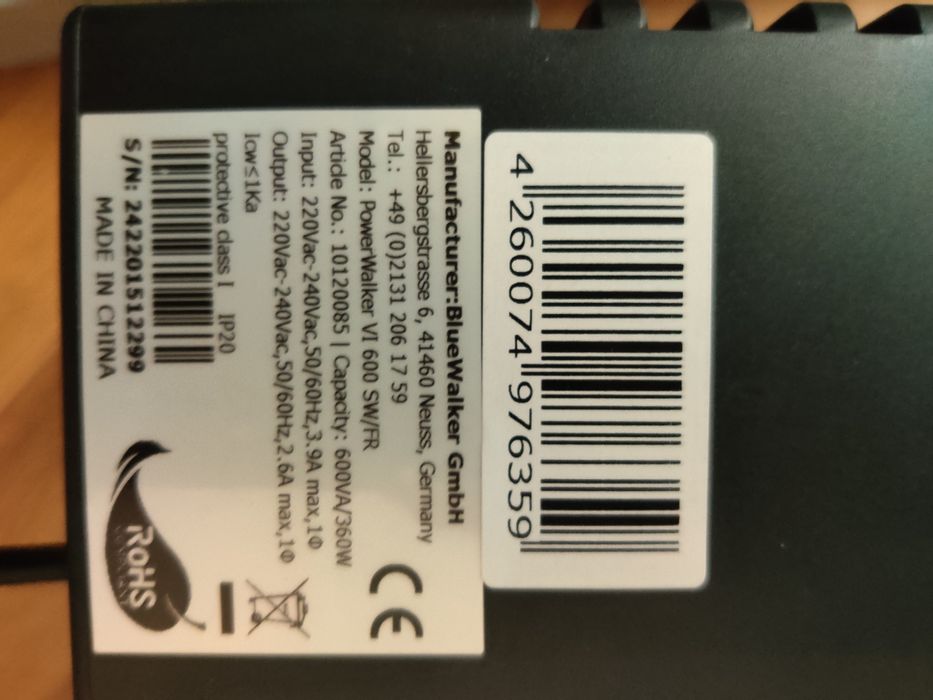 4 260074 976359
Manufacturer:BlueWalker GmbH
Hellersbergstrasse 6, 41460 Neuss, Germany
Tel.: +49 (0)2131 206 17 59
Model: PowerWalker VI 600 SW/FR
Article No.: 10120085 | Capacity: 600VA/360W
Input: 220Vac-240Vac,50/60Hz,3.9A max,1Φ
Output: 220Vac-240Vac,50/60Hz,2.6A max,1Φ
Icw≤1Ka
protective class I IP20
S/N: 242201512299
MADE IN CHINA
CE
RoHS